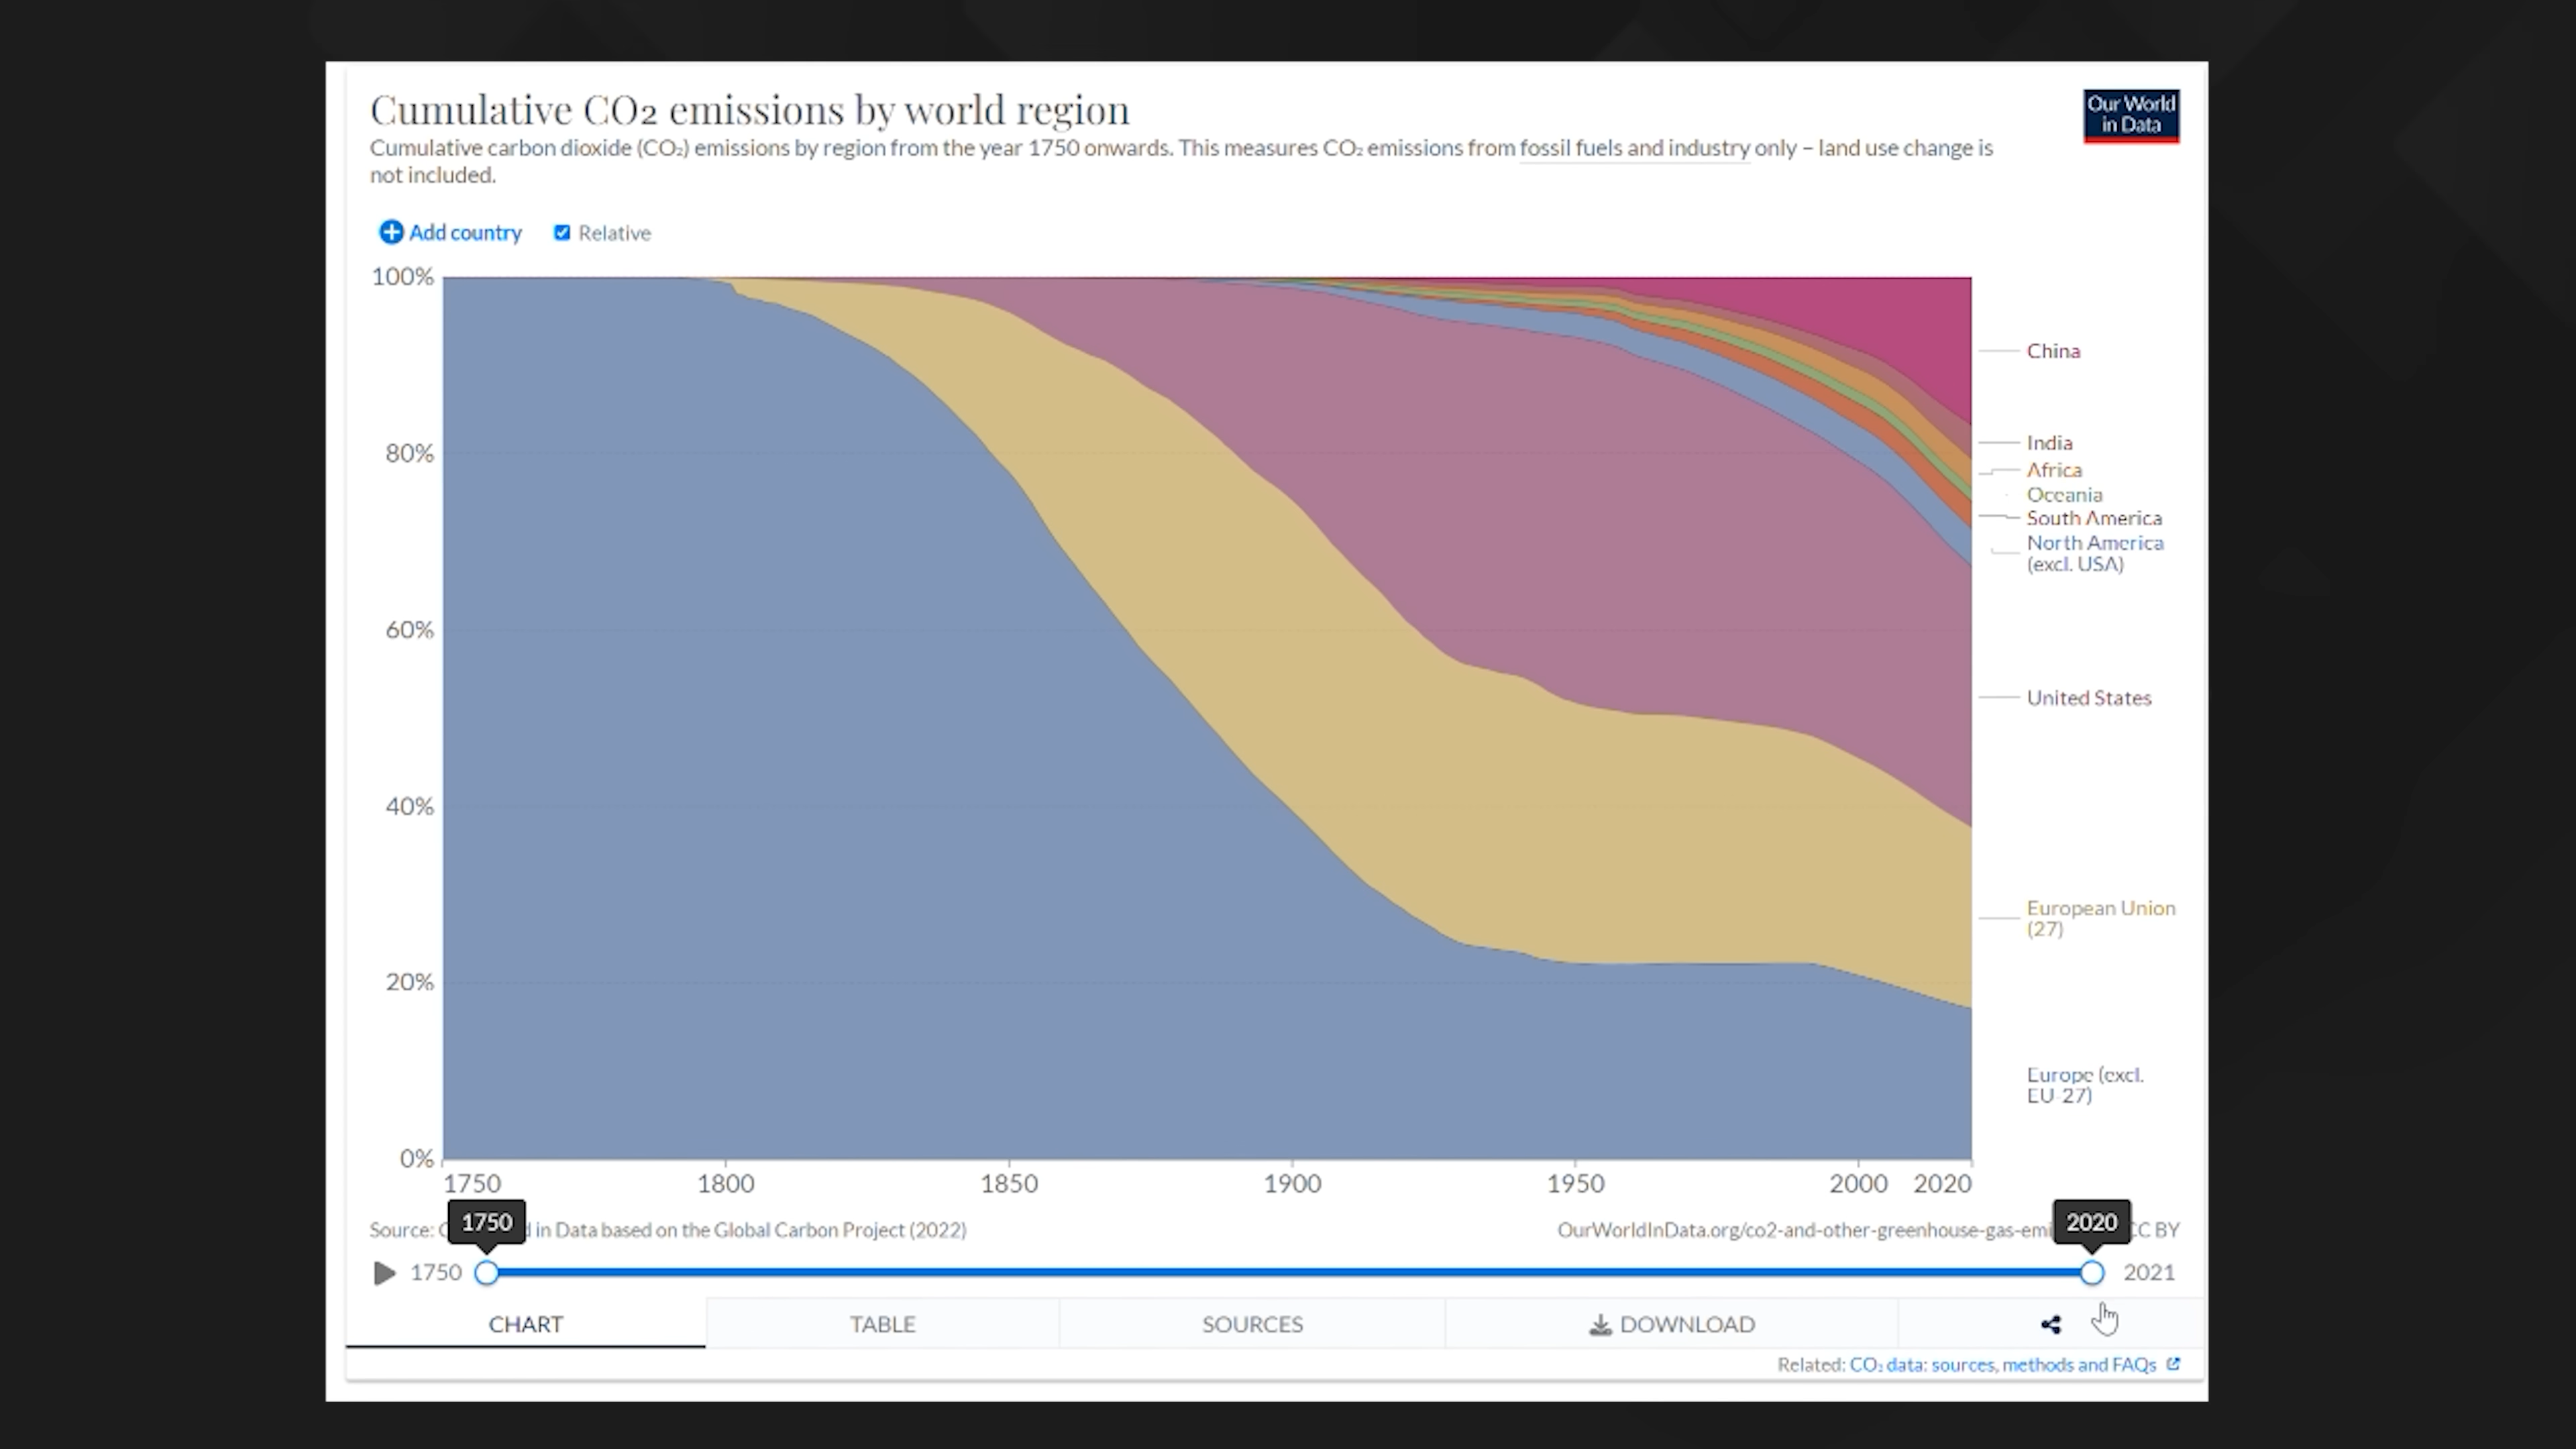 Cumulative CO2 emissions by world region
Our World
in Data
Cumulative carbon dioxide (CO₂) emissions by region from the year 1750 onwards. This measures CO₂ emissions from fossil fuels and industry only – land use change is
not included.
Add country
Relative
100%
80%
60%
40%
20%
0%
China
India
Africa
Oceania
South America
North America
(excl. USA)
United States
European Union
(27)
Europe (excl.
EU-27)
1750 1800 1850 1900 1950 2000 2020
1750
2020
Source: in Data based on the Global Carbon Project (2022)
OurWorldInData.org/co2-and-other-greenhouse-gas- BY
1750
2021
CHART
TABLE
SOURCES
DOWNLOAD
Related: CO₂ data: sources, methods and FAQs